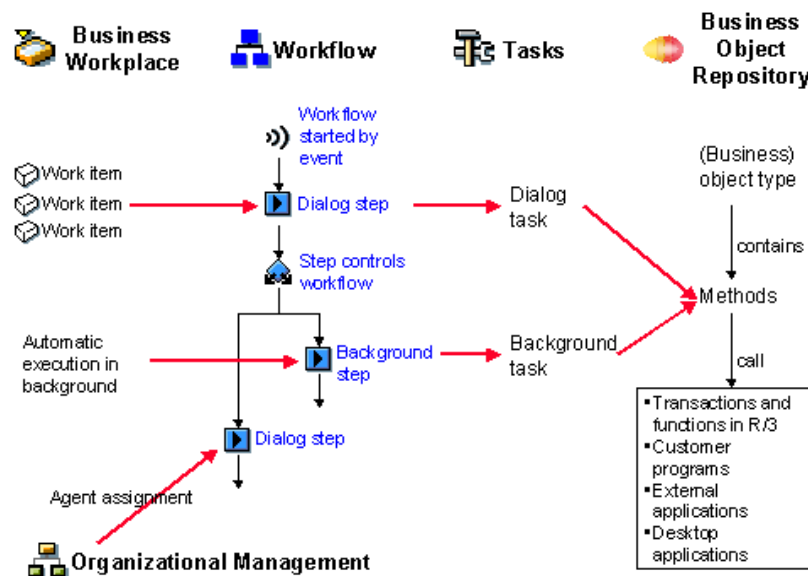 Business
Workplace
Workflow
Tasks
Business
Object
Repository
Workflow
started by
event
Work item
Work item
Work item
Dialog step
Dialog
task
(Business)
object type
contains
Step controls
workflow
Methods
Automatic
execution in
background
Background
step
Background
task
call
Dialog step
▪Transactions and
functions in R/3
▪Customer
programs
▪External
applications
▪Desktop
applications
Agent assignment
Organizational Management